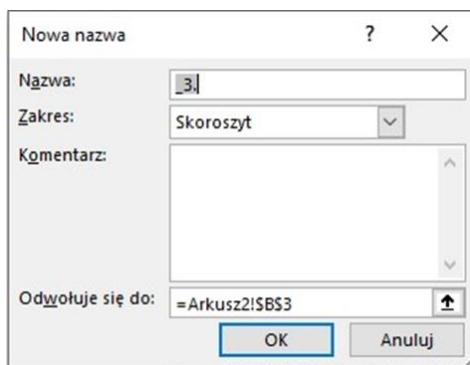 Nowa nazwa ?
Nazwa: _3.
Zakres: Skoroszyt
Komentarz:
Odwołuje się do: =Arkusz2!$B$3
OK Anuluj